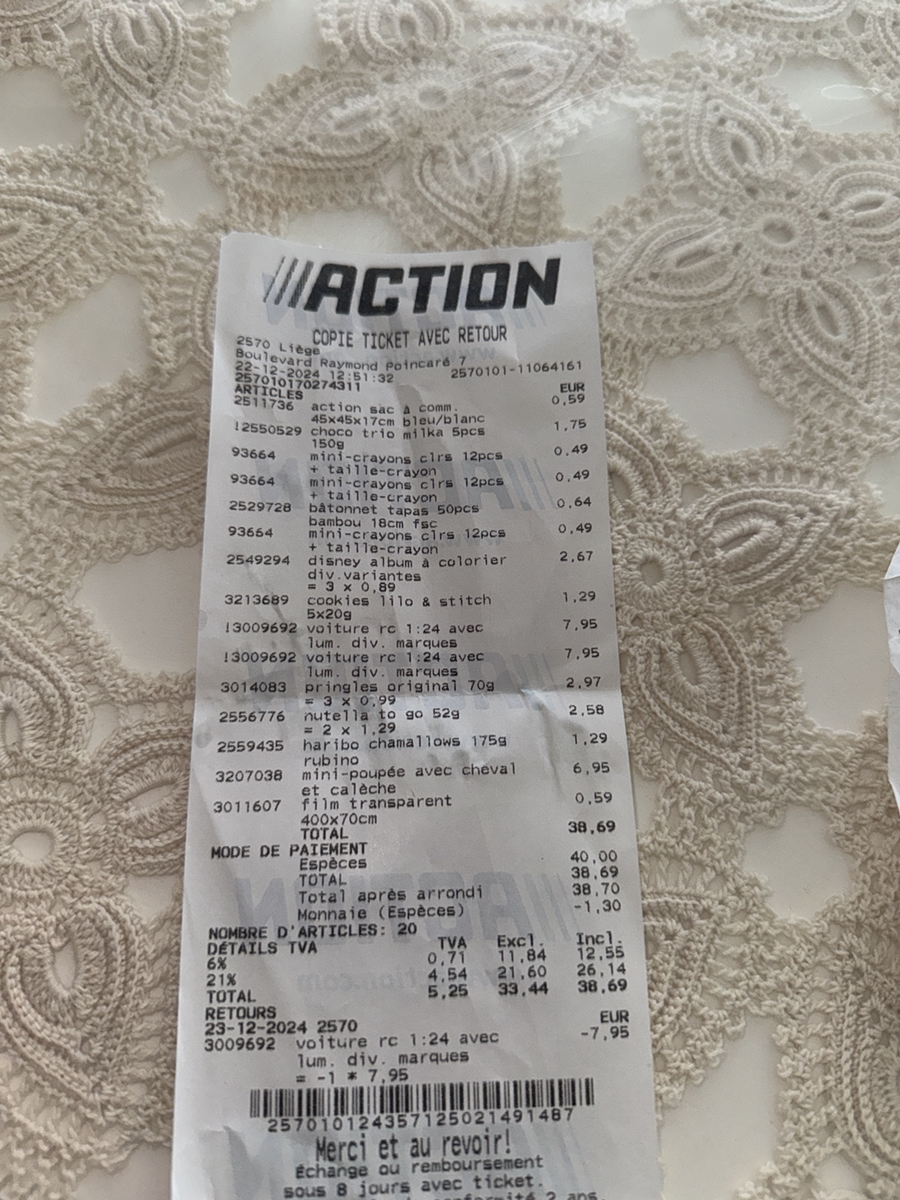 ///ACTION
COPIE TICKET AVEC RETOUR
2570 Liège
Boulevard Raymond Poincaré 7
22-12-2024 12:51:32 2570101-11064161
257010170274311
ARTICLES EUR
2511736 action sac à comm. 0,59
45x45x17cm bleu/blanc
!2550529 choco trio milka 5pcs 1,75
150g
93664 mini-crayons clrs 12pcs 0,49
+ taille-crayon
93664 mini-crayons clrs 12pcs 0,49
+ taille-crayon
2529728 bâtonnet tapas 50pcs 0,64
bambou 18cm fsc
93664 mini-crayons clrs 12pcs 0,49
+ taille-crayon
2549294 disney album à colorier 2,67
div.variantes
= 3 x 0,89
3213689 cookies lilo & stitch 1,29
5x20g
!3009692 voiture rc 1:24 avec 7,95
lum. div. marques
!3009692 voiture rc 1:24 avec 7,95
lum. div. marques
3014083 pringles original 70g 2,97
= 3 x 0,99
2556776 nutella to go 52g 2,58
= 2 x 1,29
2559435 haribo chamallows 175g 1,29
rubino
3207038 mini-poupée avec cheval 6,95
et calèche
3011607 film transparent 0,59
400x70cm
TOTAL 38,69
MODE DE PAIEMENT
Espèces 40,00
TOTAL 38,69
Total après arrondi 38,70
Monnaie (Espèces) -1,30
NOMBRE D'ARTICLES: 20
DÉTAILS TVA TVA Excl. Incl.
6% 0,71 11,84 12,55
21% 4,54 21,60 26,14
TOTAL 5,25 33,44 38,69
RETOURS EUR
23-12-2024 2570
3009692 voiture rc 1:24 avec -7,95
lum. div. marques
= -1 * 7,95
257010124357125021491487
Merci et au revoir!
Échange ou remboursement
sous 8 jours avec ticket.
conformité 2 ans.